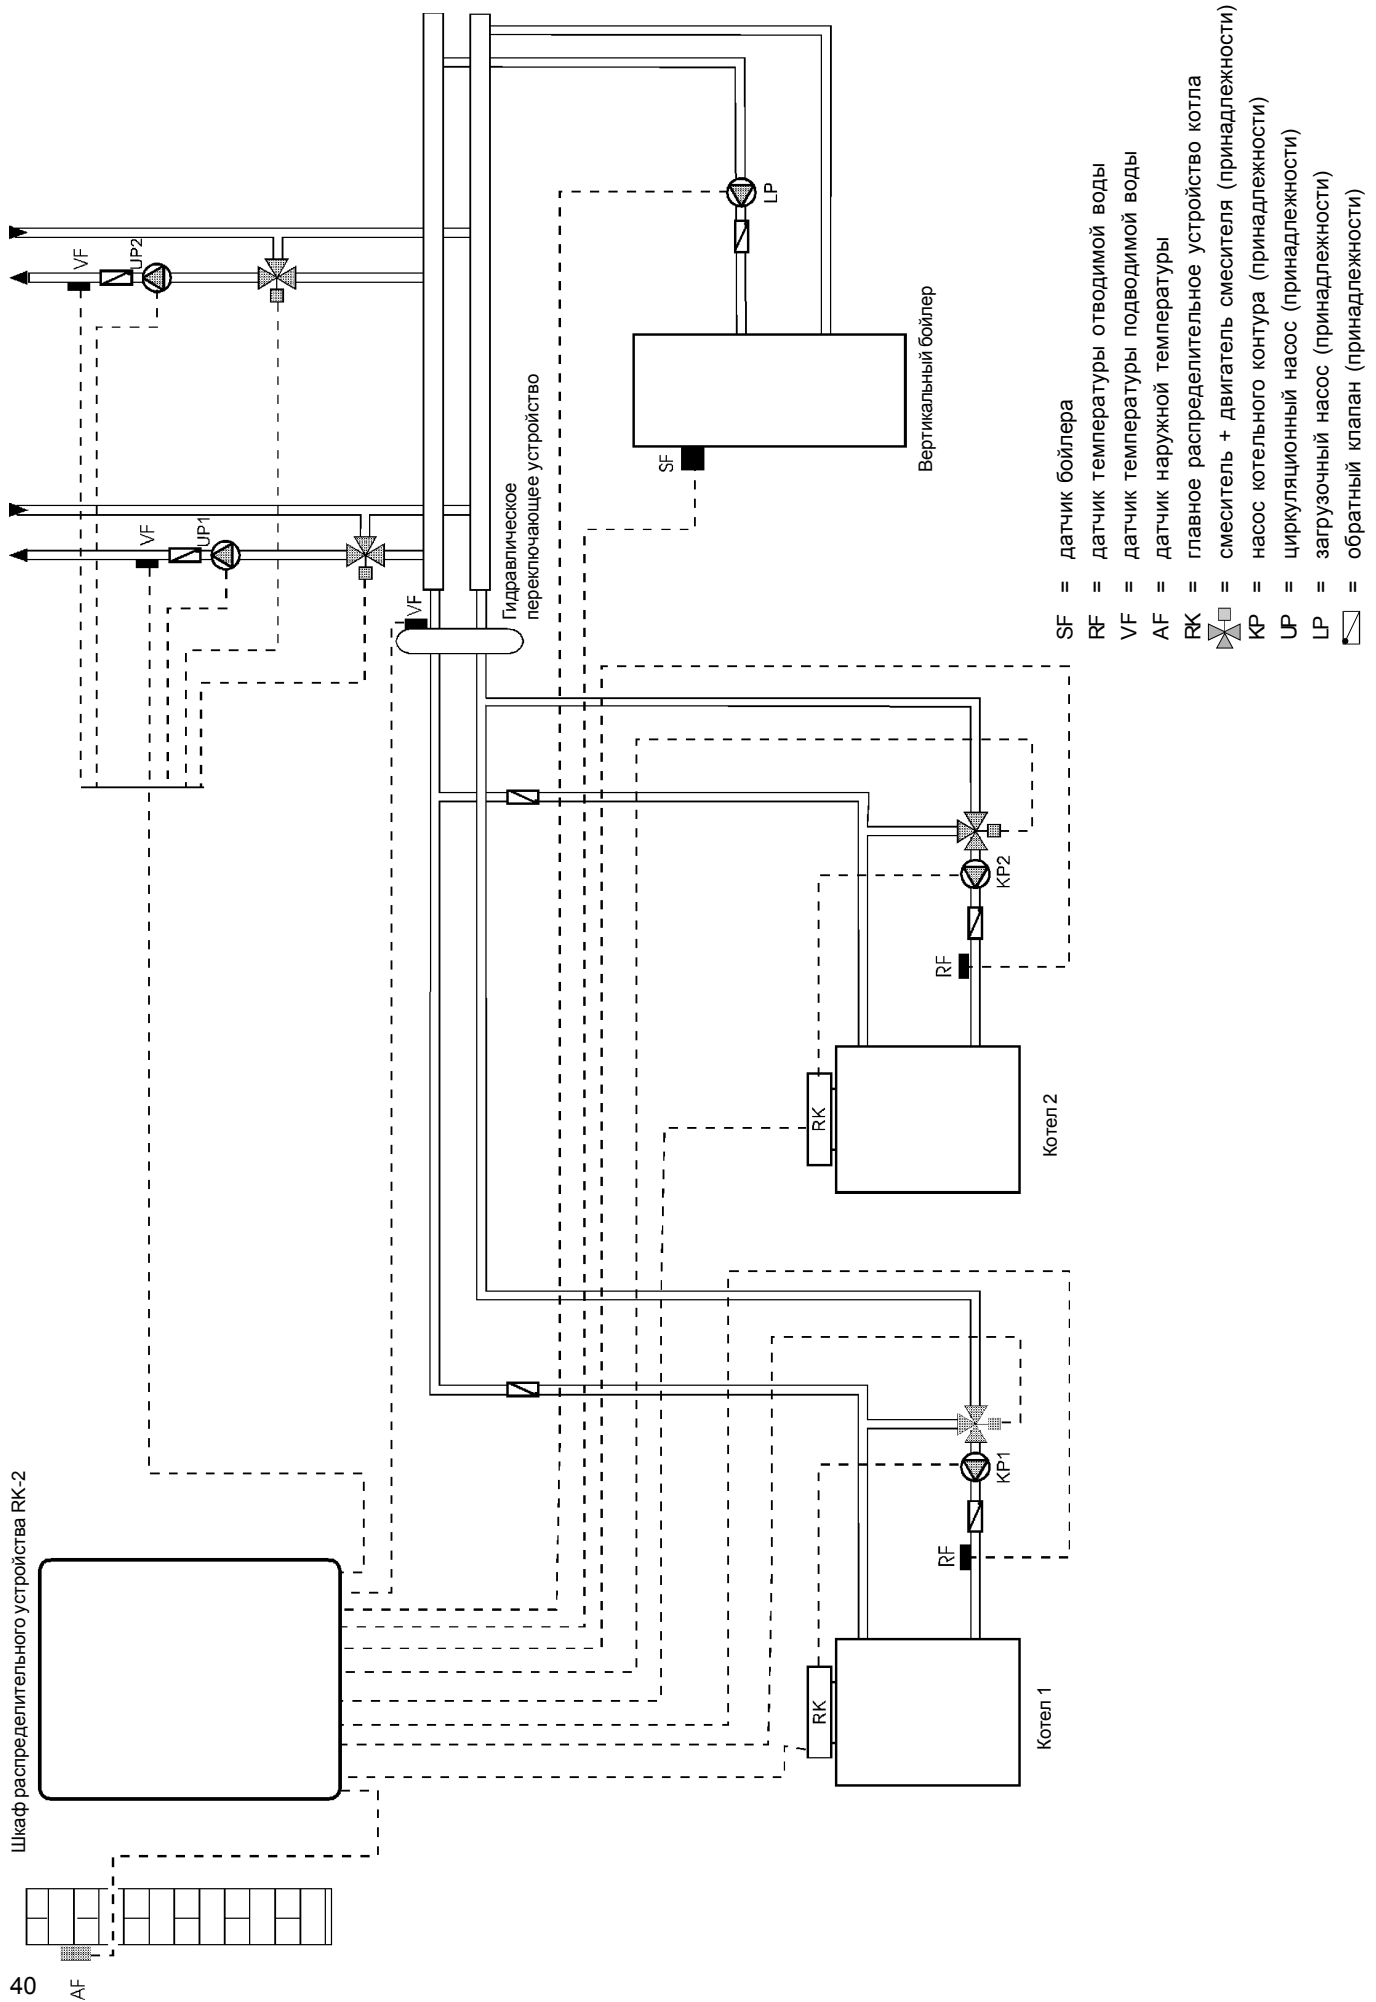 40
AF
Шкаф распределительного устройства RK-2
VF
UP1
VF
UP2
VF
Гидравлическое
переключающее устройство
LP
SF
Вертикальный бойлер
RK
RF
KP1
Котел 1
RK
RF
KP2
Котел 2
SF = датчик бойлера
RF = датчик температуры отводимой воды
VF = датчик температуры подводимой воды
AF = датчик наружной температуры
RK = главное распределительное устройство котла
= смеситель + двигатель смесителя (принадлежности)
KP = насос котельного контура (принадлежности)
UP = циркуляционный насос (принадлежности)
LP = загрузочный насос (принадлежности)
= обратный клапан (принадлежности)